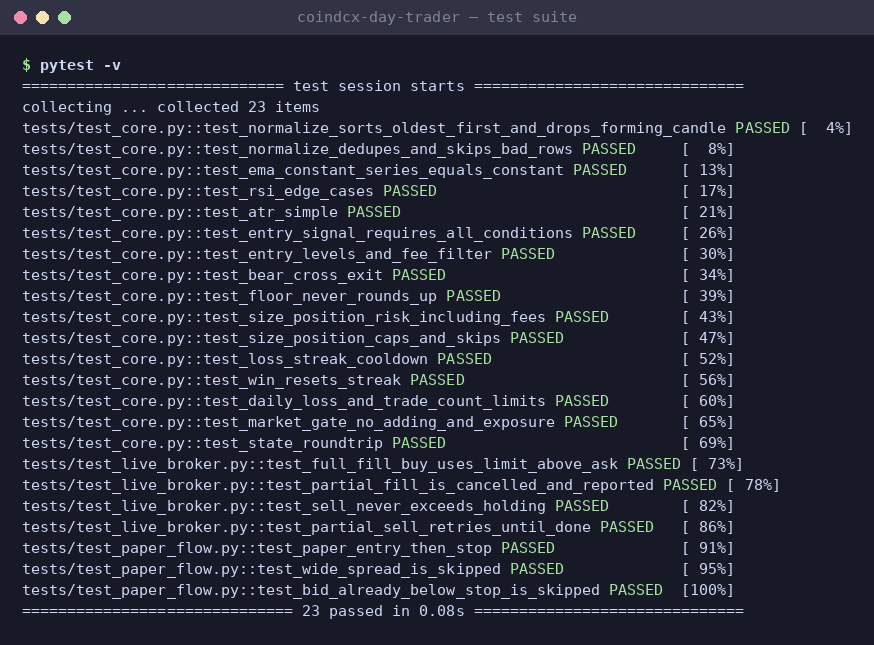 coindcx-day-trader — test suite
$ pytest -v
============================= test session starts ==============================
collecting ... collected 23 items
tests/test_core.py::test_normalize_sorts_oldest_first_and_drops_forming_candle PASSED [  4%]
tests/test_core.py::test_normalize_dedupes_and_skips_bad_rows PASSED     [  8%]
tests/test_core.py::test_ema_constant_series_equals_constant PASSED      [ 13%]
tests/test_core.py::test_rsi_edge_cases PASSED                           [ 17%]
tests/test_core.py::test_atr_simple PASSED                               [ 21%]
tests/test_core.py::test_entry_signal_requires_all_conditions PASSED     [ 26%]
tests/test_core.py::test_entry_levels_and_fee_filter PASSED              [ 30%]
tests/test_core.py::test_bear_cross_exit PASSED                          [ 34%]
tests/test_core.py::test_floor_never_rounds_up PASSED                    [ 39%]
tests/test_core.py::test_size_position_risk_including_fees PASSED        [ 43%]
tests/test_core.py::test_size_position_caps_and_skips PASSED             [ 47%]
tests/test_core.py::test_loss_streak_cooldown PASSED                     [ 52%]
tests/test_core.py::test_win_resets_streak PASSED                        [ 56%]
tests/test_core.py::test_daily_loss_and_trade_count_limits PASSED        [ 60%]
tests/test_core.py::test_market_gate_no_adding_and_exposure PASSED       [ 65%]
tests/test_core.py::test_state_roundtrip PASSED                          [ 69%]
tests/test_live_broker.py::test_full_fill_buy_uses_limit_above_ask PASSED [ 73%]
tests/test_live_broker.py::test_partial_fill_is_cancelled_and_reported PASSED [ 78%]
tests/test_live_broker.py::test_sell_never_exceeds_holding PASSED        [ 82%]
tests/test_live_broker.py::test_partial_sell_retries_until_done PASSED   [ 86%]
tests/test_paper_flow.py::test_paper_entry_then_stop PASSED              [ 91%]
tests/test_paper_flow.py::test_wide_spread_is_skipped PASSED             [ 95%]
tests/test_paper_flow.py::test_bid_already_below_stop_is_skipped PASSED  [100%]
============================== 23 passed in 0.08s ==============================